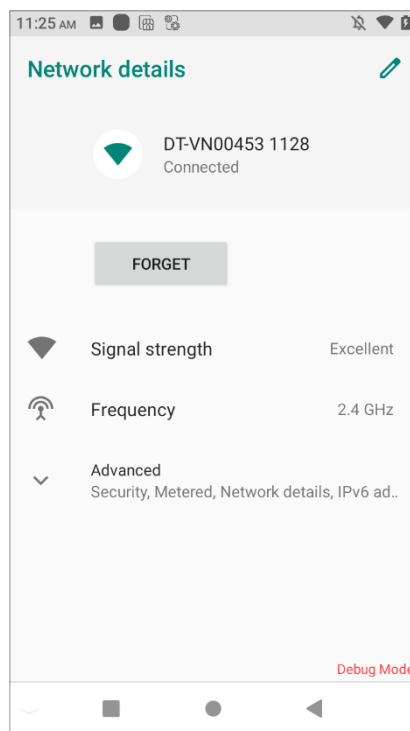 11:25 AM
Network details
DT-VN00453 1128
Connected
FORGET
Signal strength
Excellent
Frequency
2.4 GHz
Advanced
Security, Metered, Network details, IPv6 ad..
Debug Mode